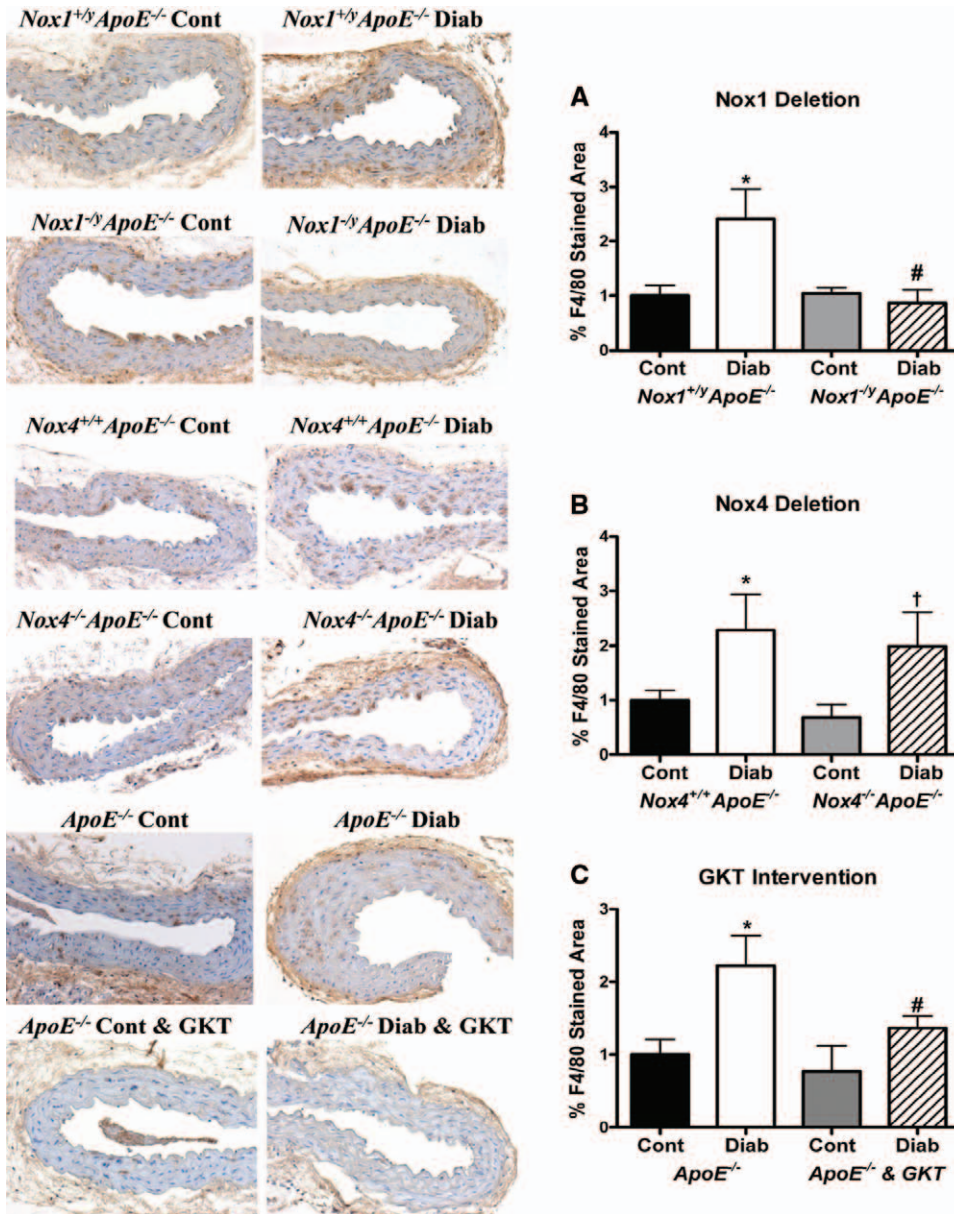 Nox1+/yApoE-/- Cont
Nox1+/yApoE-/- Diab
Nox1-/yApoE-/- Cont
Nox1-/yApoE-/- Diab
Nox4+/+ApoE-/- Cont
Nox4+/+ApoE-/- Diab
Nox4-/-ApoE-/- Cont
Nox4-/-ApoE-/- Diab
ApoE-/- Cont
ApoE-/- Diab
ApoE-/- Cont & GKT
ApoE-/- Diab & GKT
A
Nox1 Deletion
% F4/80 Stained Area
4
3
2
1
0
*
#
Cont
Diab
Cont
Diab
Nox1+/yApoE-/-
Nox1-/yApoE-/-
B
Nox4 Deletion
% F4/80 Stained Area
4
3
2
1
0
*
†
Cont
Diab
Cont
Diab
Nox4+/+ApoE-/-
Nox4-/-ApoE-/-
C
GKT Intervention
% F4/80 Stained Area
3
2
1
0
*
#
Cont
Diab
Cont
Diab
ApoE-/-
ApoE-/- & GKT